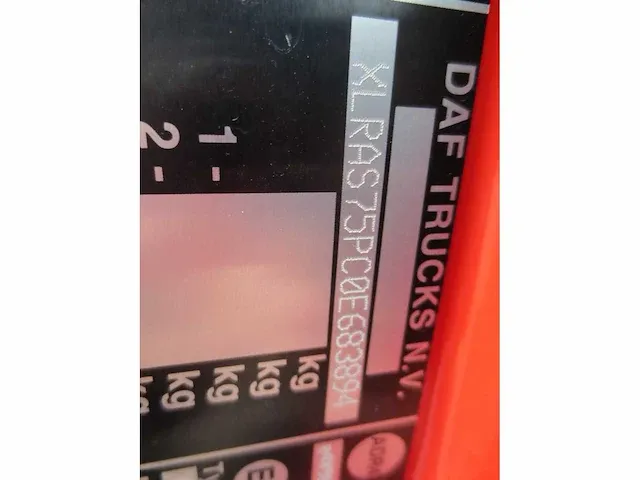 DAF TRUCKS N.V.
XLRAS75PC0E683894
kg
kg
1 - kg
2 - kg